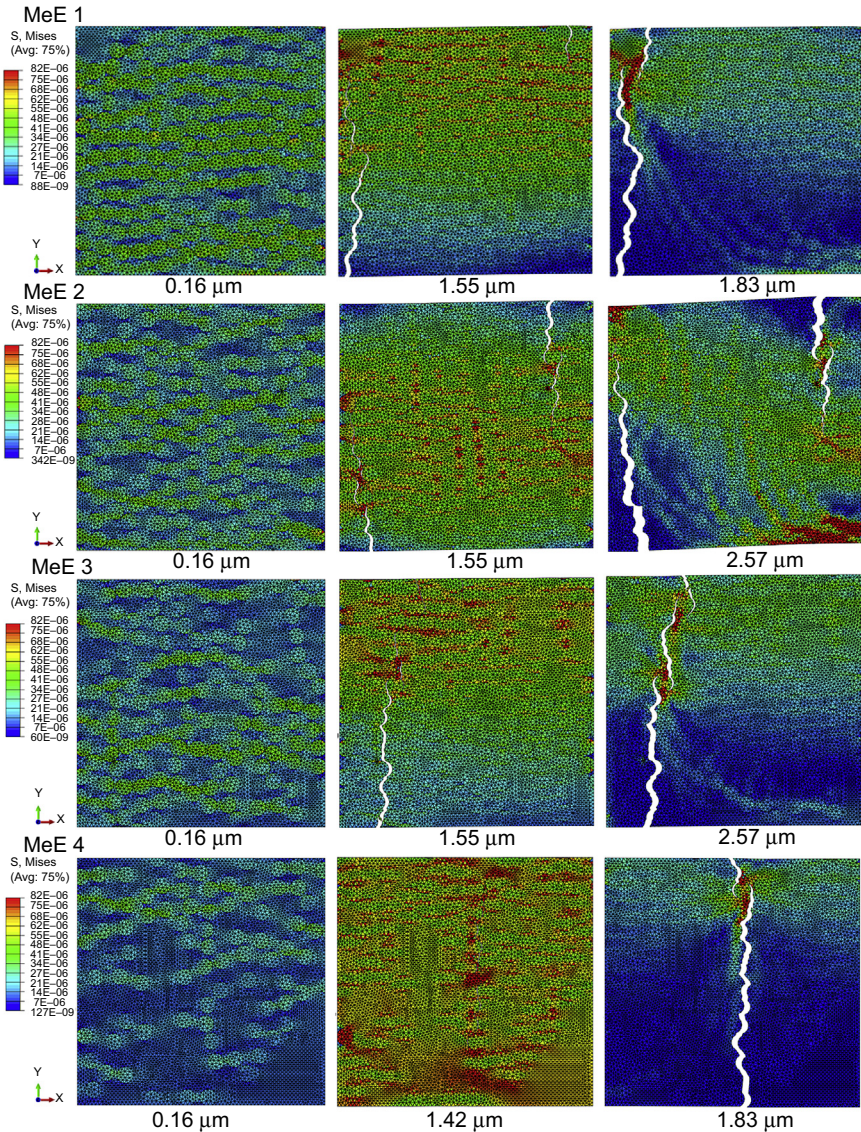 MeE 1
S, Mises
(Avg: 75%)
82E–06
75E–06
68E–06
62E–06
55E–06
48E–06
41E–06
34E–06
27E–06
21E–06
14E–06
7E–06
88E–09
Y
X
0.16 μm
1.55 μm
1.83 μm
MeE 2
S, Mises
(Avg: 75%)
82E–06
75E–06
68E–06
62E–06
55E–06
48E–06
41E–06
34E–06
27E–06
21E–06
14E–06
7E–06
342E–09
Y
X
0.16 μm
1.55 μm
2.57 μm
MeE 3
S, Mises
(Avg: 75%)
82E–06
75E–06
68E–06
62E–06
55E–06
48E–06
41E–06
34E–06
27E–06
21E–06
14E–06
7E–06
60E–09
Y
X
0.16 μm
1.55 μm
2.57 μm
MeE 4
S, Mises
(Avg: 75%)
82E–06
75E–06
68E–06
62E–06
55E–06
48E–06
41E–06
34E–06
27E–06
21E–06
14E–06
7E–06
127E–09
Y
X
0.16 μm
1.42 μm
1.83 μm